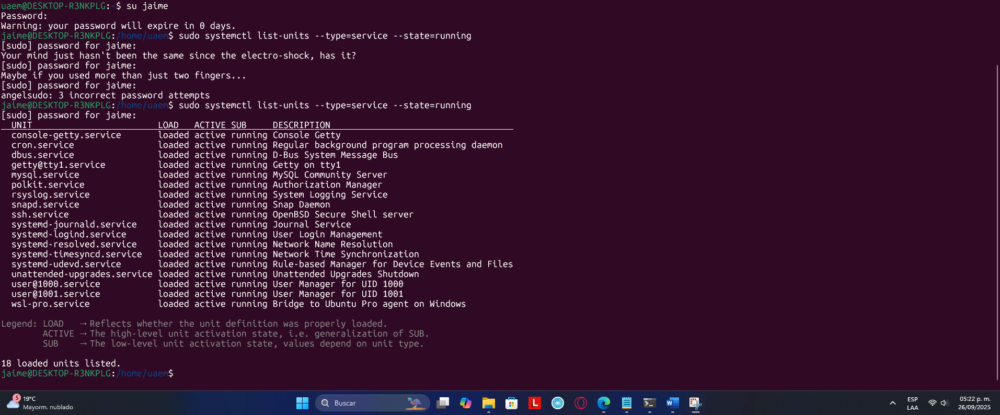 uaem@DESKTOP-R3NKPLG:~$ su jaime
Password:
Warning: your password will expire in 0 days.
jaime@DESKTOP-R3NKPLG:/home/uaem$ sudo systemctl list-units --type=service --state=running
[sudo] password for jaime:
Your mind just hasn't been the same since the electro-shock, has it?
[sudo] password for jaime:
Maybe if you used more than just two fingers...
[sudo] password for jaime:
angelsudo: 3 incorrect password attempts
jaime@DESKTOP-R3NKPLG:/home/uaem$ sudo systemctl list-units --type=service --state=running
[sudo] password for jaime:
UNIT LOAD ACTIVE SUB DESCRIPTION
console-getty.service loaded active running Console Getty
cron.service loaded active running Regular background program processing daemon
dbus.service loaded active running D-Bus System Message Bus
getty@tty1.service loaded active running Getty on tty1
mysql.service loaded active running MySQL Community Server
polkit.service loaded active running Authorization Manager
rsyslog.service loaded active running System Logging Service
snapd.service loaded active running Snap Daemon
ssh.service loaded active running OpenBSD Secure Shell server
systemd-journald.service loaded active running Journal Service
systemd-logind.service loaded active running User Login Management
systemd-resolved.service loaded active running Network Name Resolution
systemd-timesyncd.service loaded active running Network Time Synchronization
systemd-udevd.service loaded active running Rule-based Manager for Device Events and Files
unattended-upgrades.service loaded active running Unattended Upgrades Shutdown
user@1000.service loaded active running User Manager for UID 1000
user@1001.service loaded active running User Manager for UID 1001
wsl-pro.service loaded active running Bridge to Ubuntu Pro agent on Windows
Legend: LOAD → Reflects whether the unit definition was properly loaded.
ACTIVE → The high-level unit activation state, i.e. generalization of SUB.
SUB → The low-level unit activation state, values depend on unit type.
18 loaded units listed.
jaime@DESKTOP-R3NKPLG:/home/uaem$
5
19°C
Mayorm. nublado
Buscar
L
W
ESP
LAA
05:22 p. m.
26/09/2025